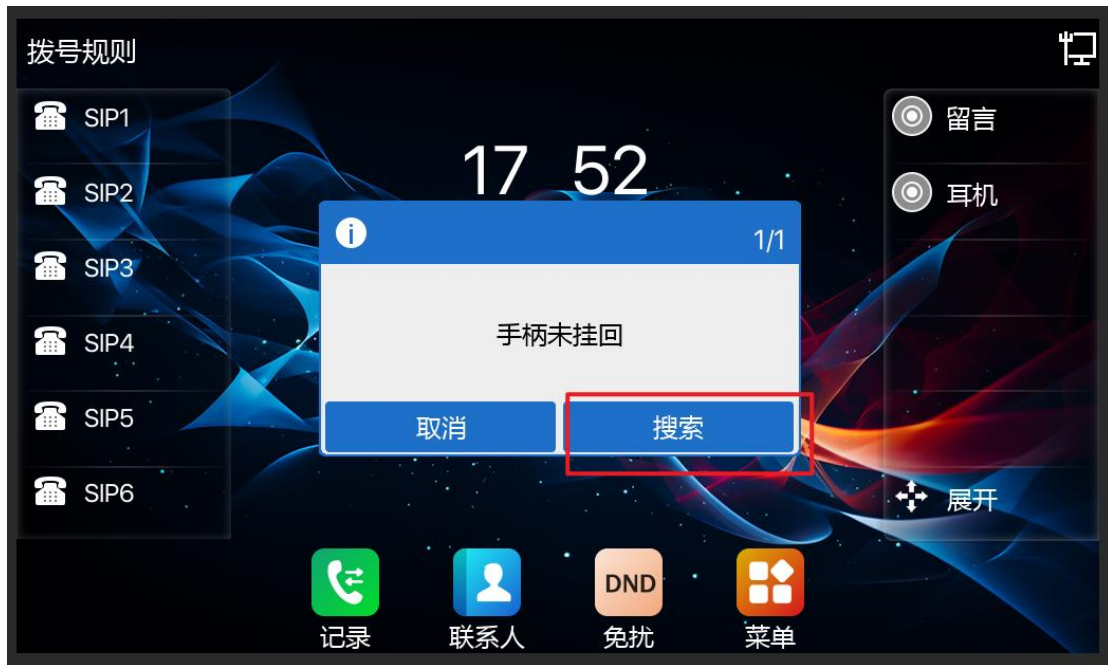 拨号规则
SIP1
SIP2
SIP3
SIP4
SIP5
SIP6
17 52
1/1
手柄未挂回
取消
搜索
留言
耳机
展开
DND
记录
联系人
免扰
菜单